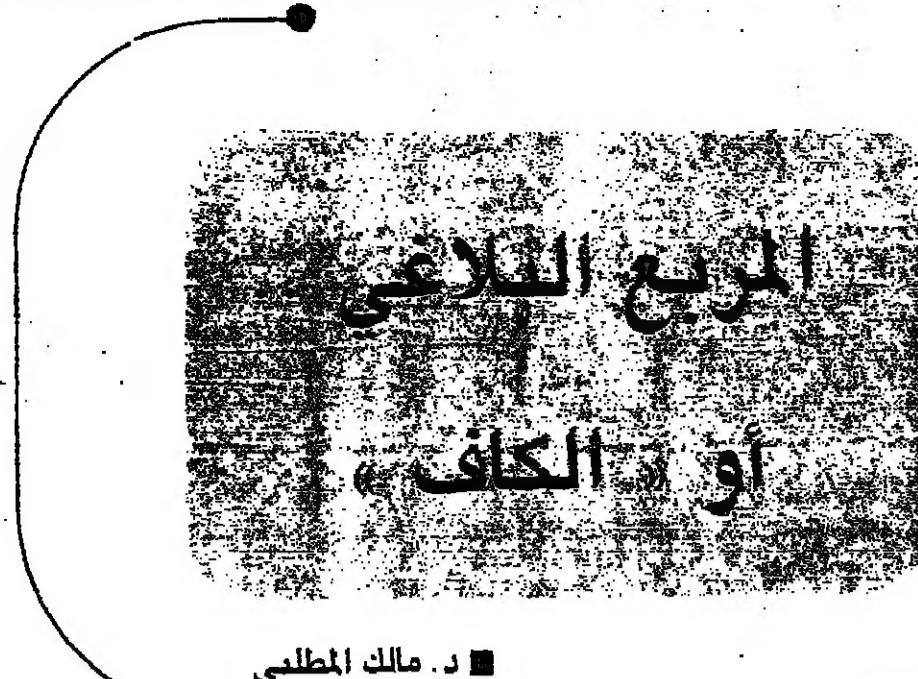 المربع البلاغي
أو « الكاف »
■ د. مالك المطلبي